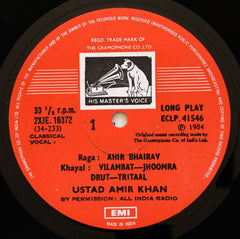 REGD. TRADE MARK OF
THE GRAMOPHONE CO. LTD
HIS MASTER'S VOICE
33 ⅓ r.p.m.
2XJE. 16372
(34-233)
CLASSICAL
VOCAL :
1
LONG PLAY
ECLP. 41546
℗ 1984
Original sound recording made by
The Gramophone Co. of India Ltd.
Raga : AHIR BHAIRAV
Khayal : VILAMBAT—JHOOMRA
DRUT—TRITAAL
USTAD AMIR KHAN
BY PERMISSION : ALL INDIA RADIO
EMI
MADE IN INDIA